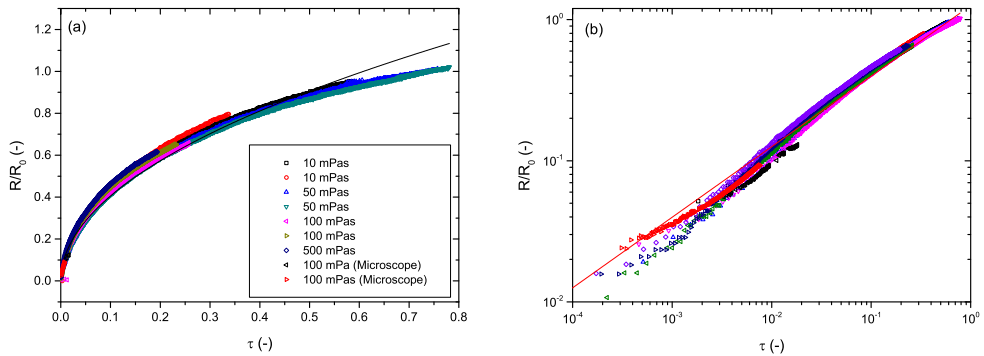 (a)
R/R0 (-)
1.2
1.0
0.8
0.6
0.4
0.2
0.0
10 mPas
10 mPas
50 mPas
50 mPas
100 mPas
100 mPas
500 mPas
100 mPa (Microscope)
100 mPas (Microscope)
0.0 0.1 0.2 0.3 0.4 0.5 0.6 0.7 0.8
τ (-)
(b)
R/R0 (-)
10^0
10^-1
10^-2
10^-4 10^-3 10^-2 10^-1 10^0
τ (-)